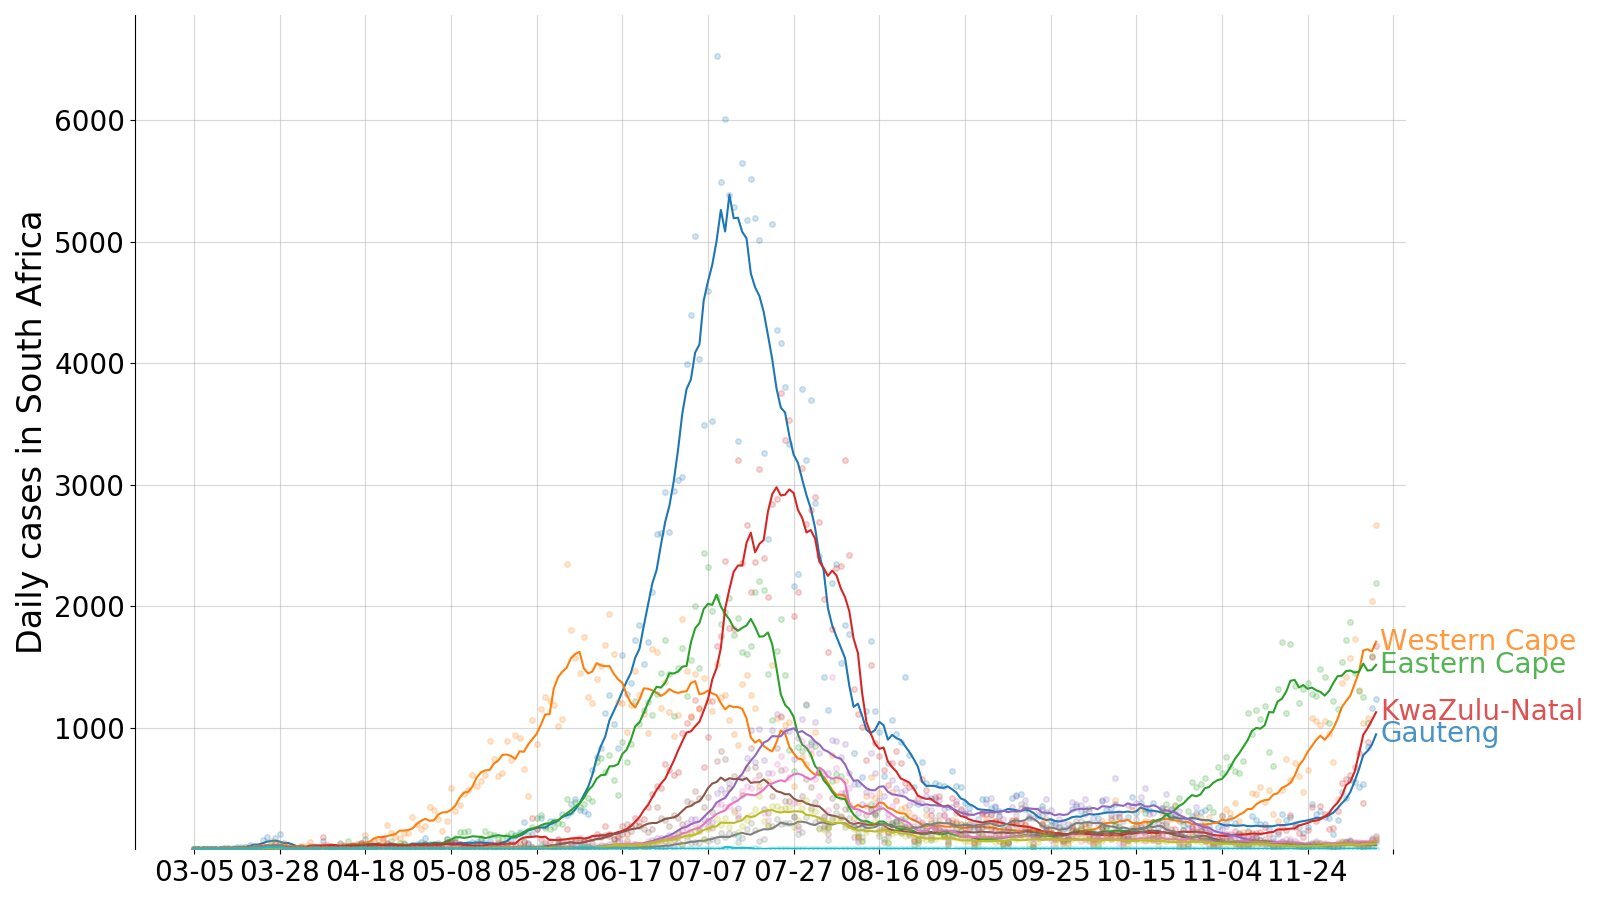 Daily cases in South Africa
6000
5000
4000
3000
2000
1000
03-05 03-28 04-18 05-08 05-28 06-17 07-07 07-27 08-16 09-05 09-25 10-15 11-04 11-24
Western Cape
Eastern Cape
KwaZulu-Natal
Gauteng